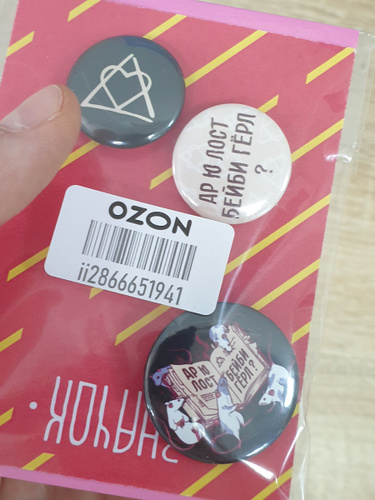 АР Ю ЛОСТ
БЕЙБИ ГЁРЛ
?
OZON
ii2866651941
АР Ю
ЛОСТ
БЕЙБИ
ГЁРЛ?
ЗНАЧОК